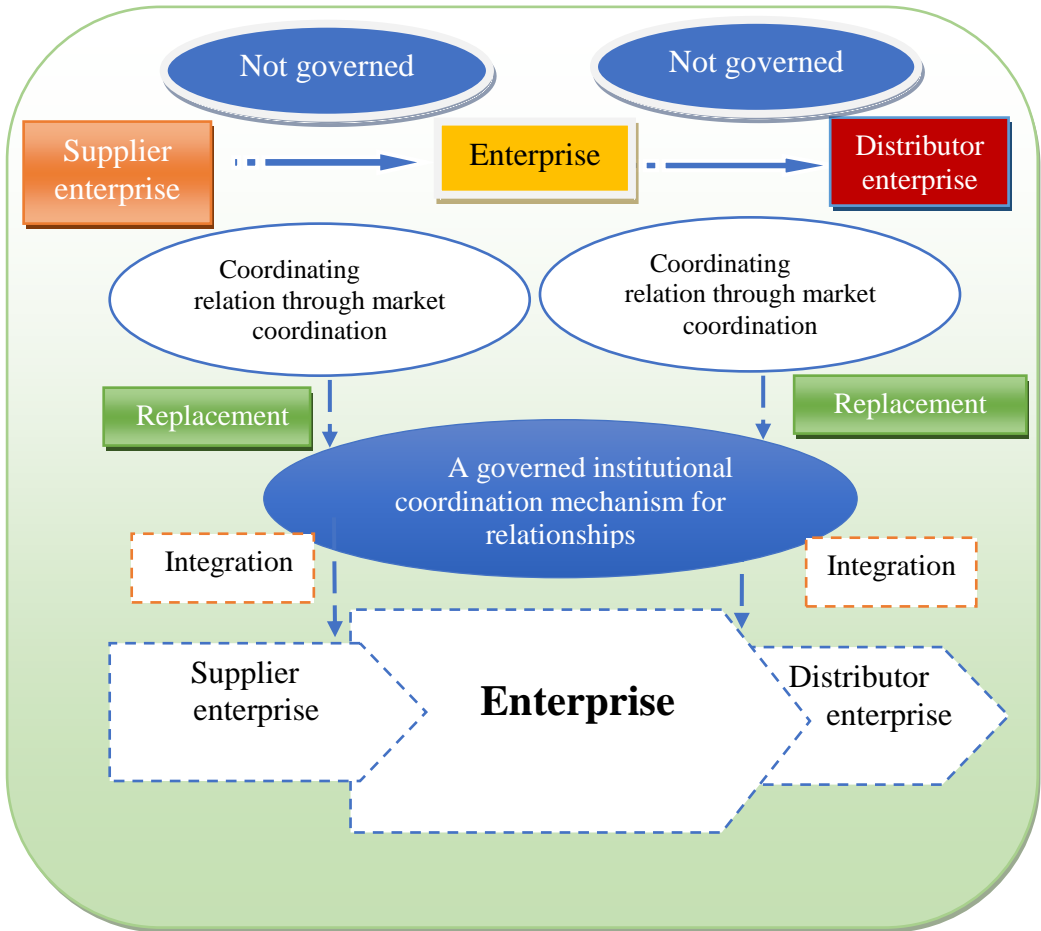 Not governed
Not governed
Supplier
enterprise
Enterprise
Distributor
enterprise
Coordinating
relation through market
coordination
Coordinating
relation through market
coordination
Replacement
Replacement
A governed institutional
coordination mechanism for
relationships
Integration
Integration
Supplier
enterprise
Enterprise
Distributor
enterprise